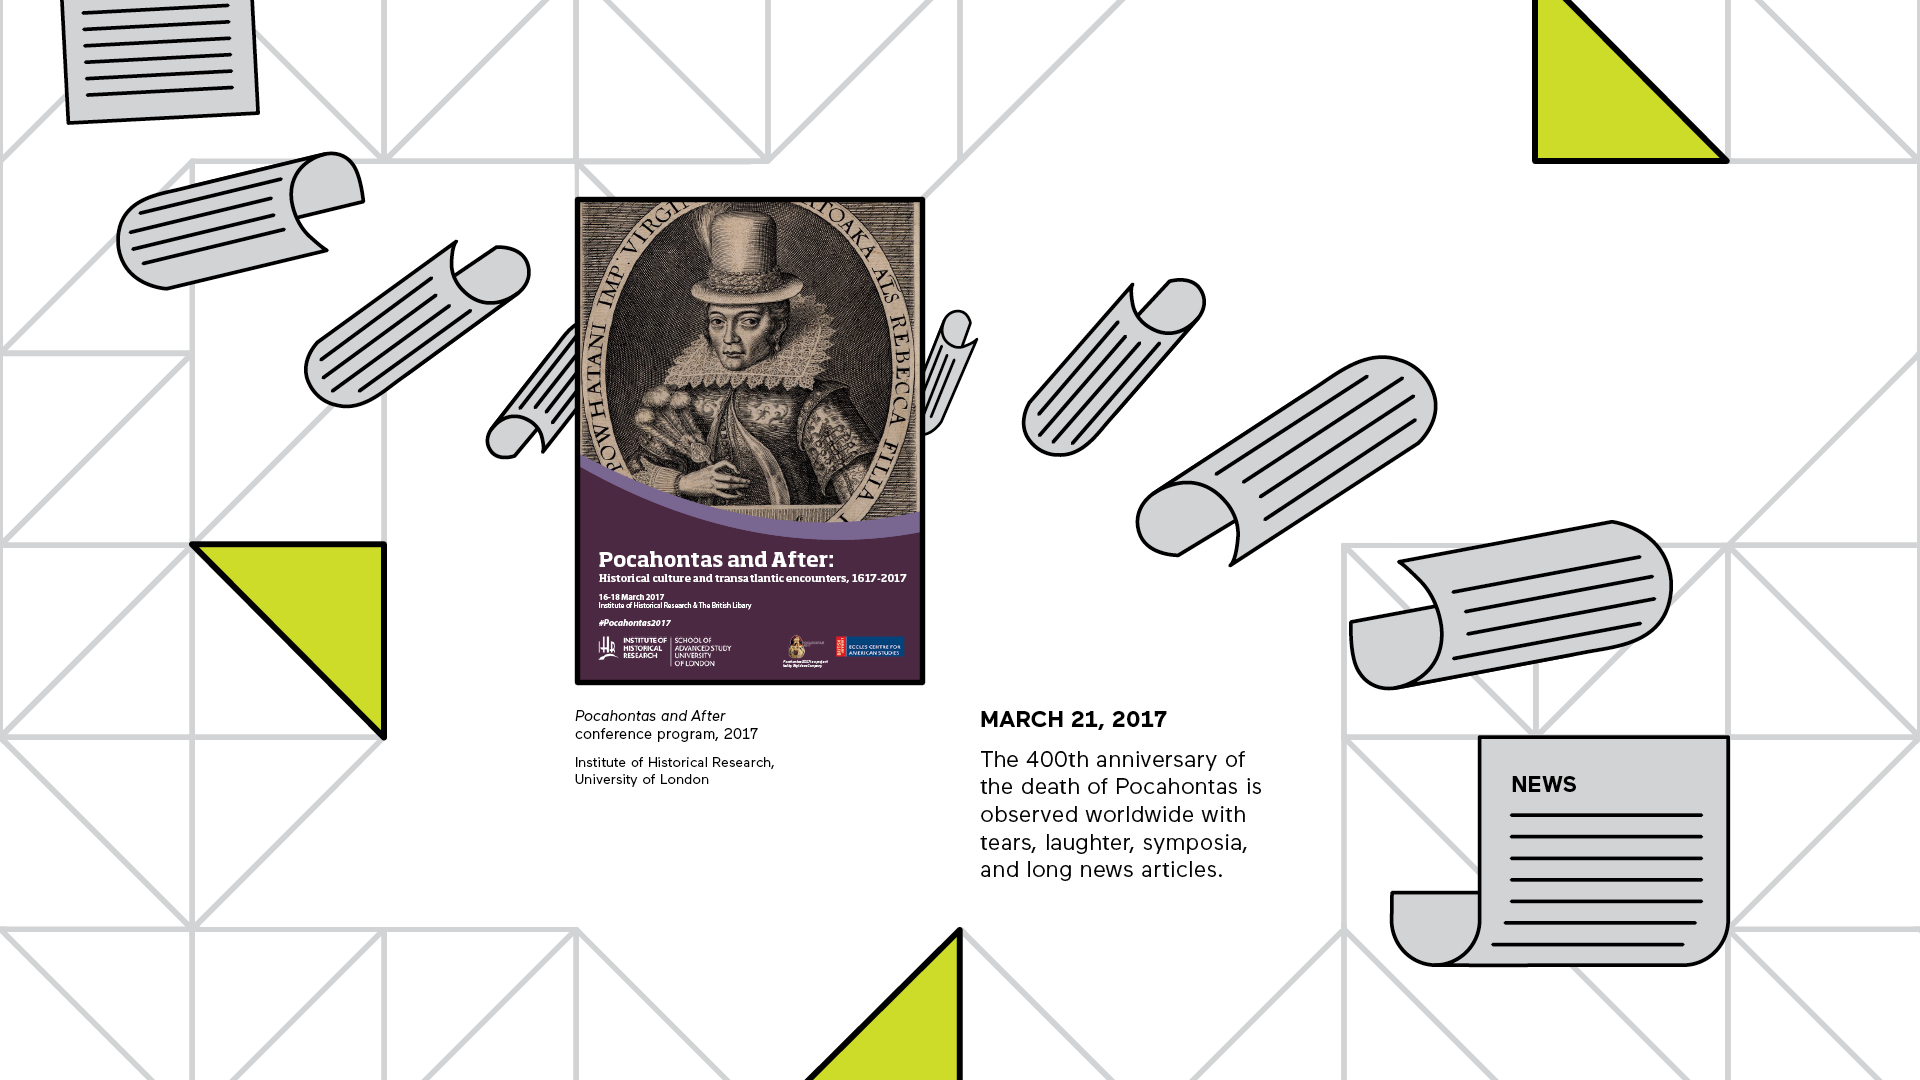 POWHATANI IMP: VIRGI
TOAKA ALS REBECCA FILIA
Pocahontas and After:
Historical culture and transatlantic encounters, 1617-2017
16-18 March 2017
Institute of Historical Research & The British Libary
#Pocahontas2017
INSTITUTE OF
HISTORICAL
RESEARCH
SCHOOL OF
ADVANCED STUDY
UNIVERSITY
OF LONDON
ECCLES CENTRE FOR
AMERICAN STUDIES
Pocahontas and After
conference program, 2017
Institute of Historical Research,
University of London
MARCH 21, 2017
The 400th anniversary of
the death of Pocahontas is
observed worldwide with
tears, laughter, symposia,
and long news articles.
NEWS